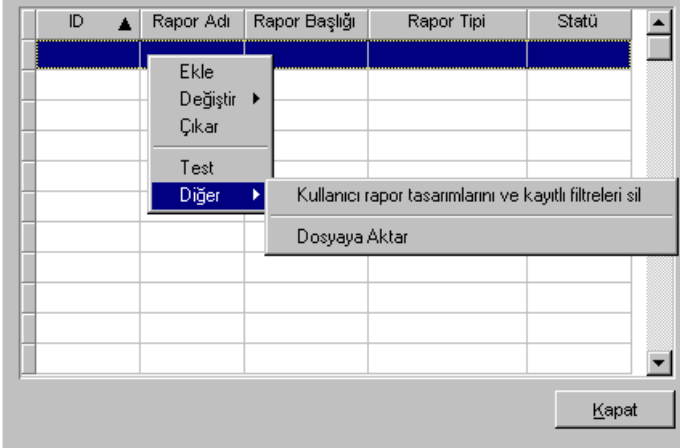 ID Rapor Adı Rapor Başlığı Rapor Tipi Statü
Ekle
Değiştir
Çıkar
Test
Diğer
Kullanıcı rapor tasarımlarını ve kayıtlı filtreleri sil
Dosyaya Aktar
Kapat